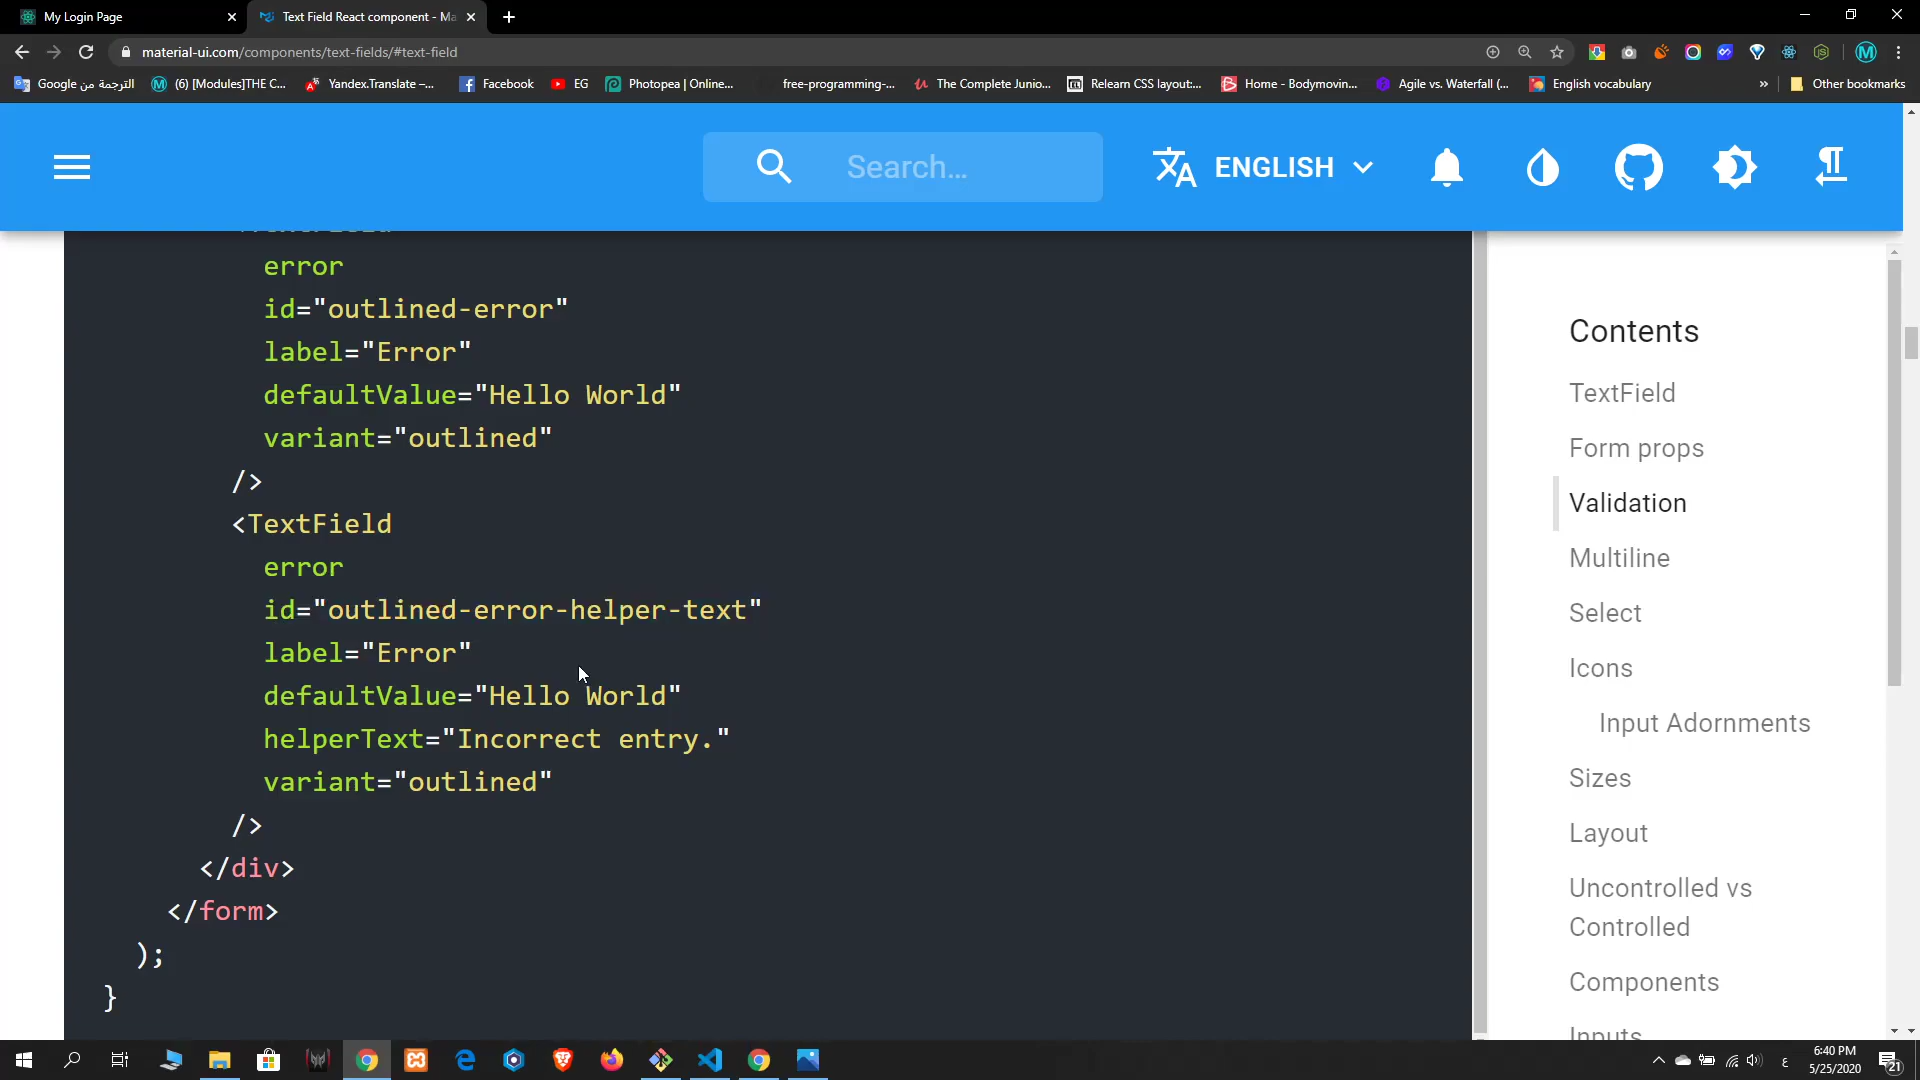 My Login Page
Text Field React component - Ma
material-ui.com/components/text-fields/#text-field
الترجمة من Google
(6) [Modules]THE C...
Yandex.Translate –...
Facebook
EG
Photopea | Online...
free-programming-...
The Complete Junio...
Relearn CSS layout:...
Home - Bodymovin...
Agile vs. Waterfall (...
English vocabulary
»
Other bookmarks
Search…
ENGLISH
error
id="outlined-error"
label="Error"
defaultValue="Hello World"
variant="outlined"
/>
<TextField
error
id="outlined-error-helper-text"
label="Error"
defaultValue="Hello World"
helperText="Incorrect entry."
variant="outlined"
/>
</div>
</form>
);
}
Contents
TextField
Form props
Validation
Multiline
Select
Icons
Input Adornments
Sizes
Layout
Uncontrolled vs
Controlled
Components
Inputs
ع
6:40 PM
5/25/2020
21